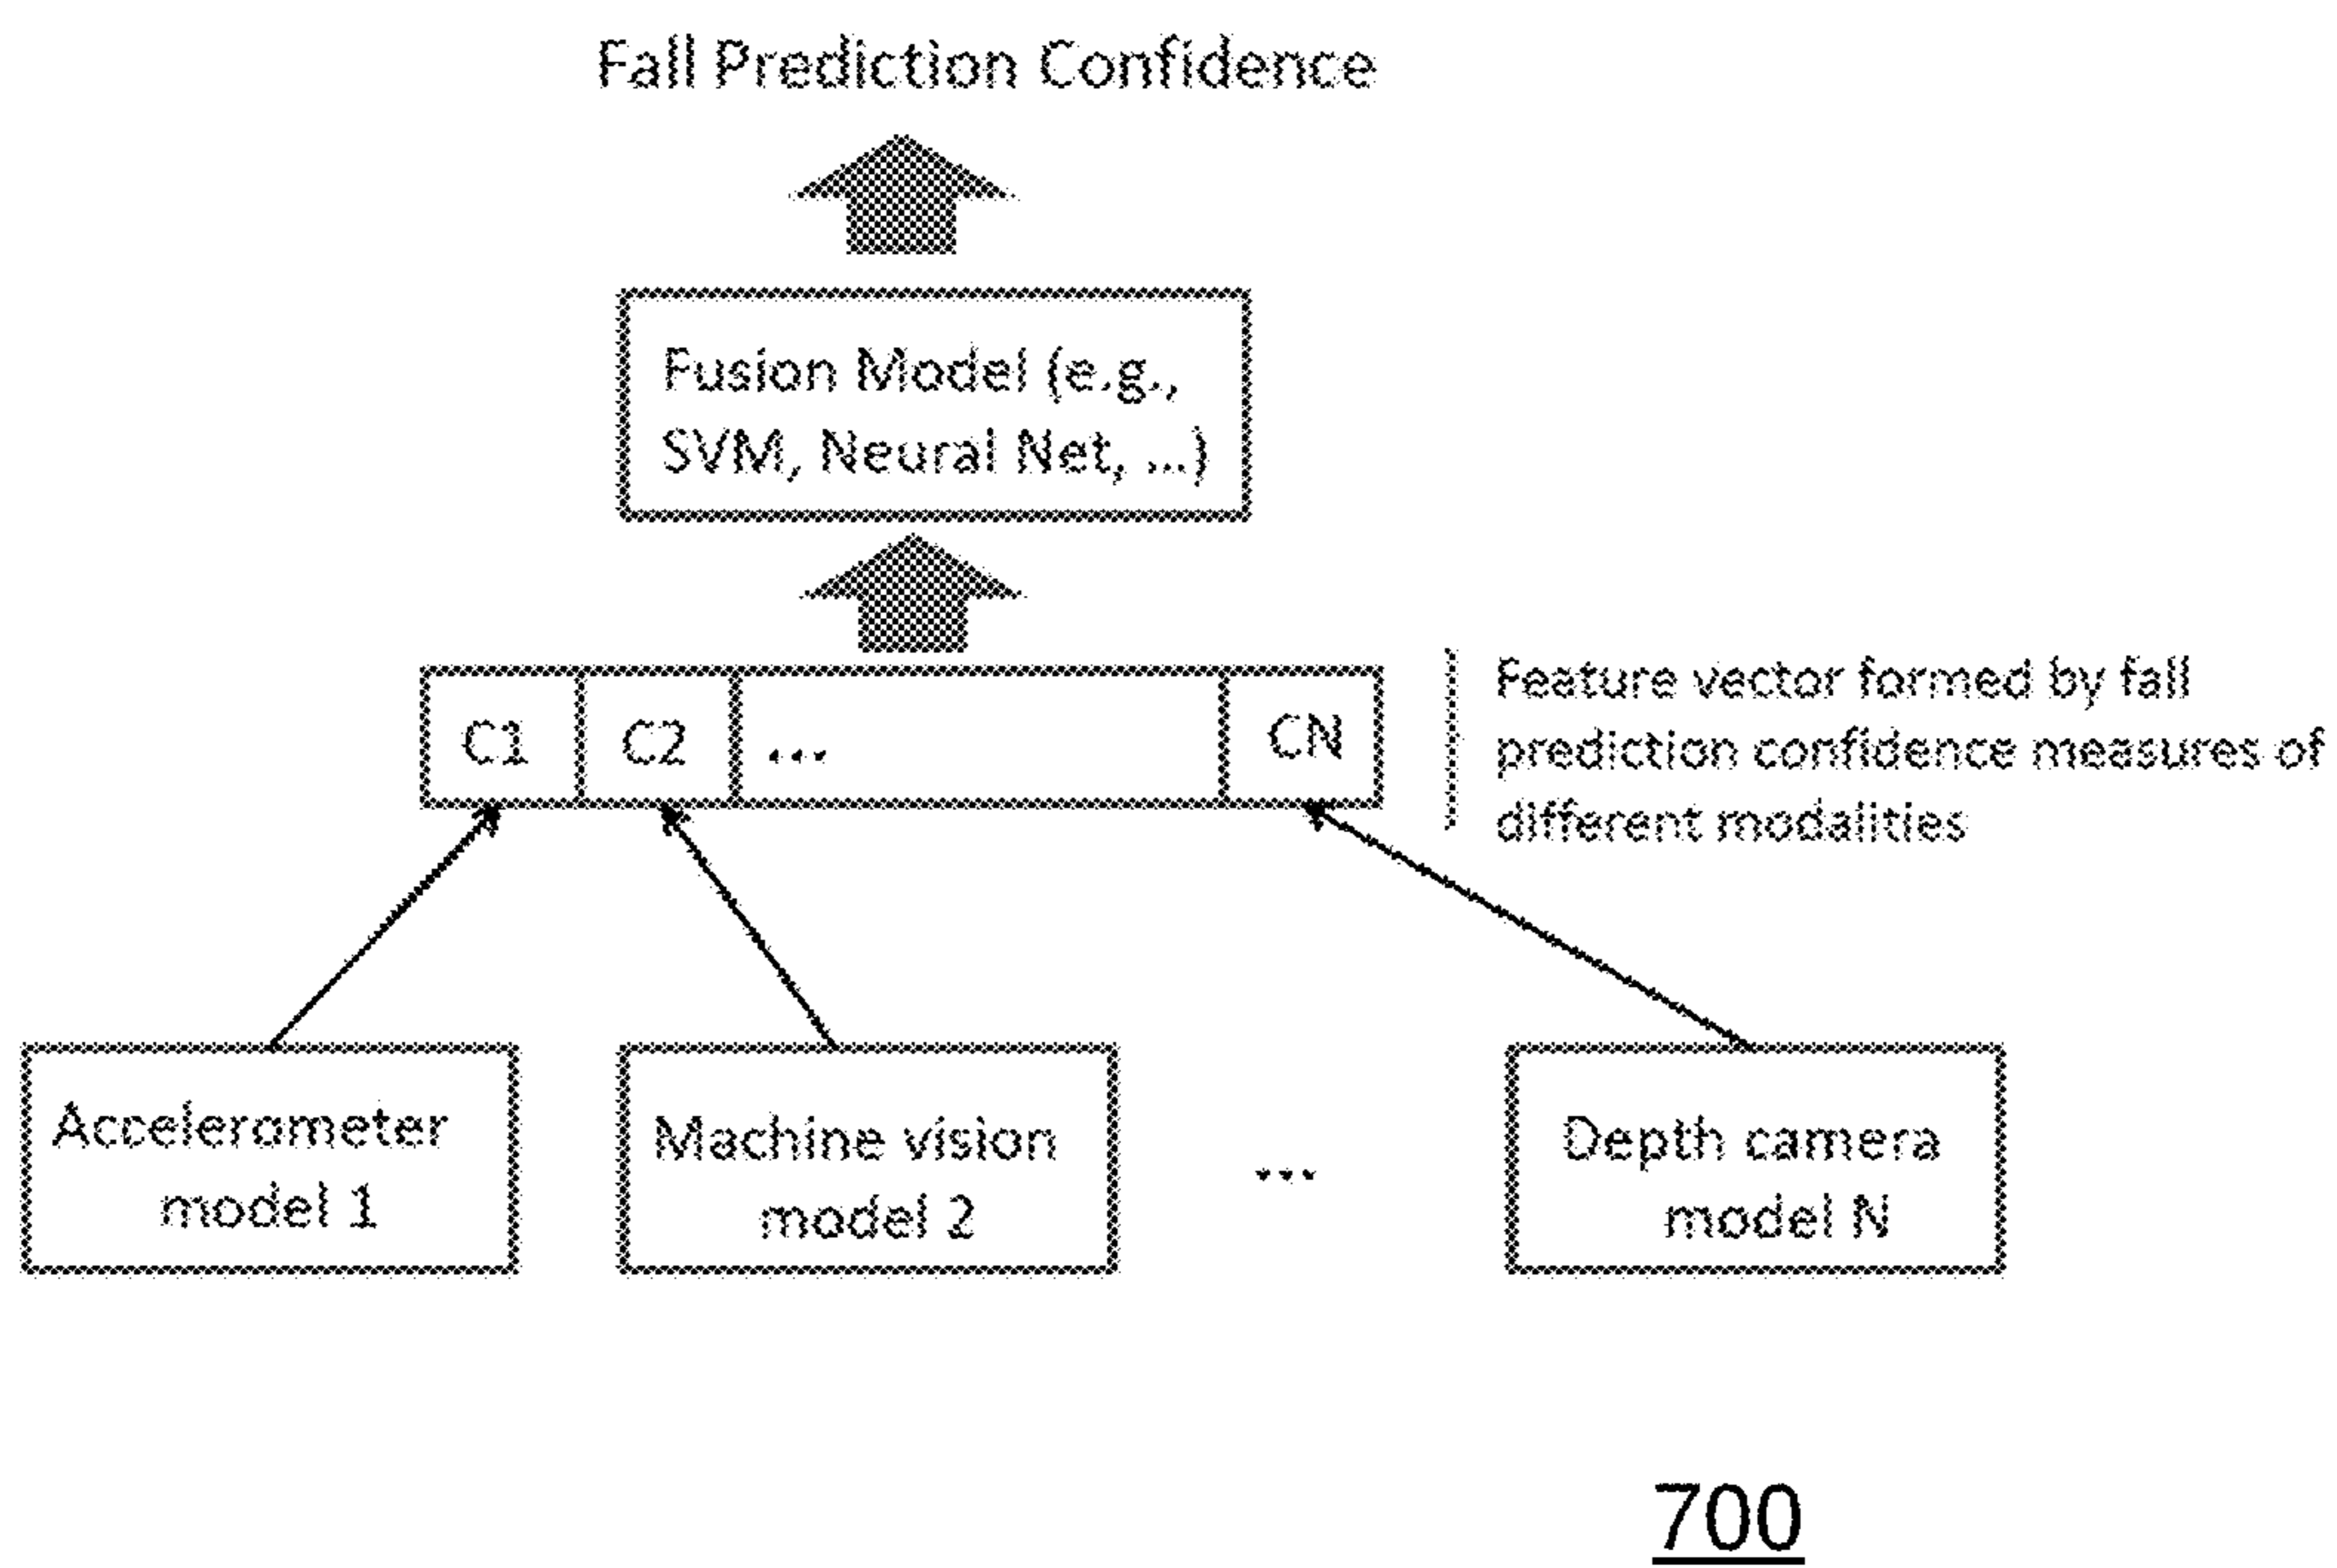 Fall Prediction Confidence
Fusion Model (e.g.,
SVM, Neural Net, ...)
C1 C2 ... CN
Feature vector formed by fall
prediction confidence measures of
different modalities
Accelerometer
model 1
Machine vision
model 2
...
Depth camera
model N
700